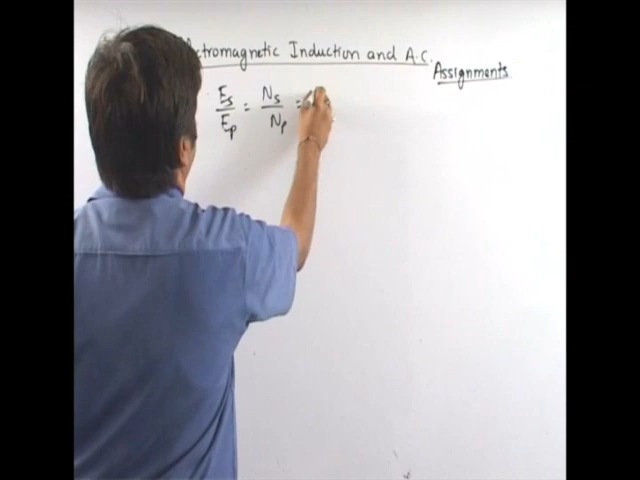 ctromagnetic Induction and A.C.
Assignments
Es/Ep = Ns/Np =